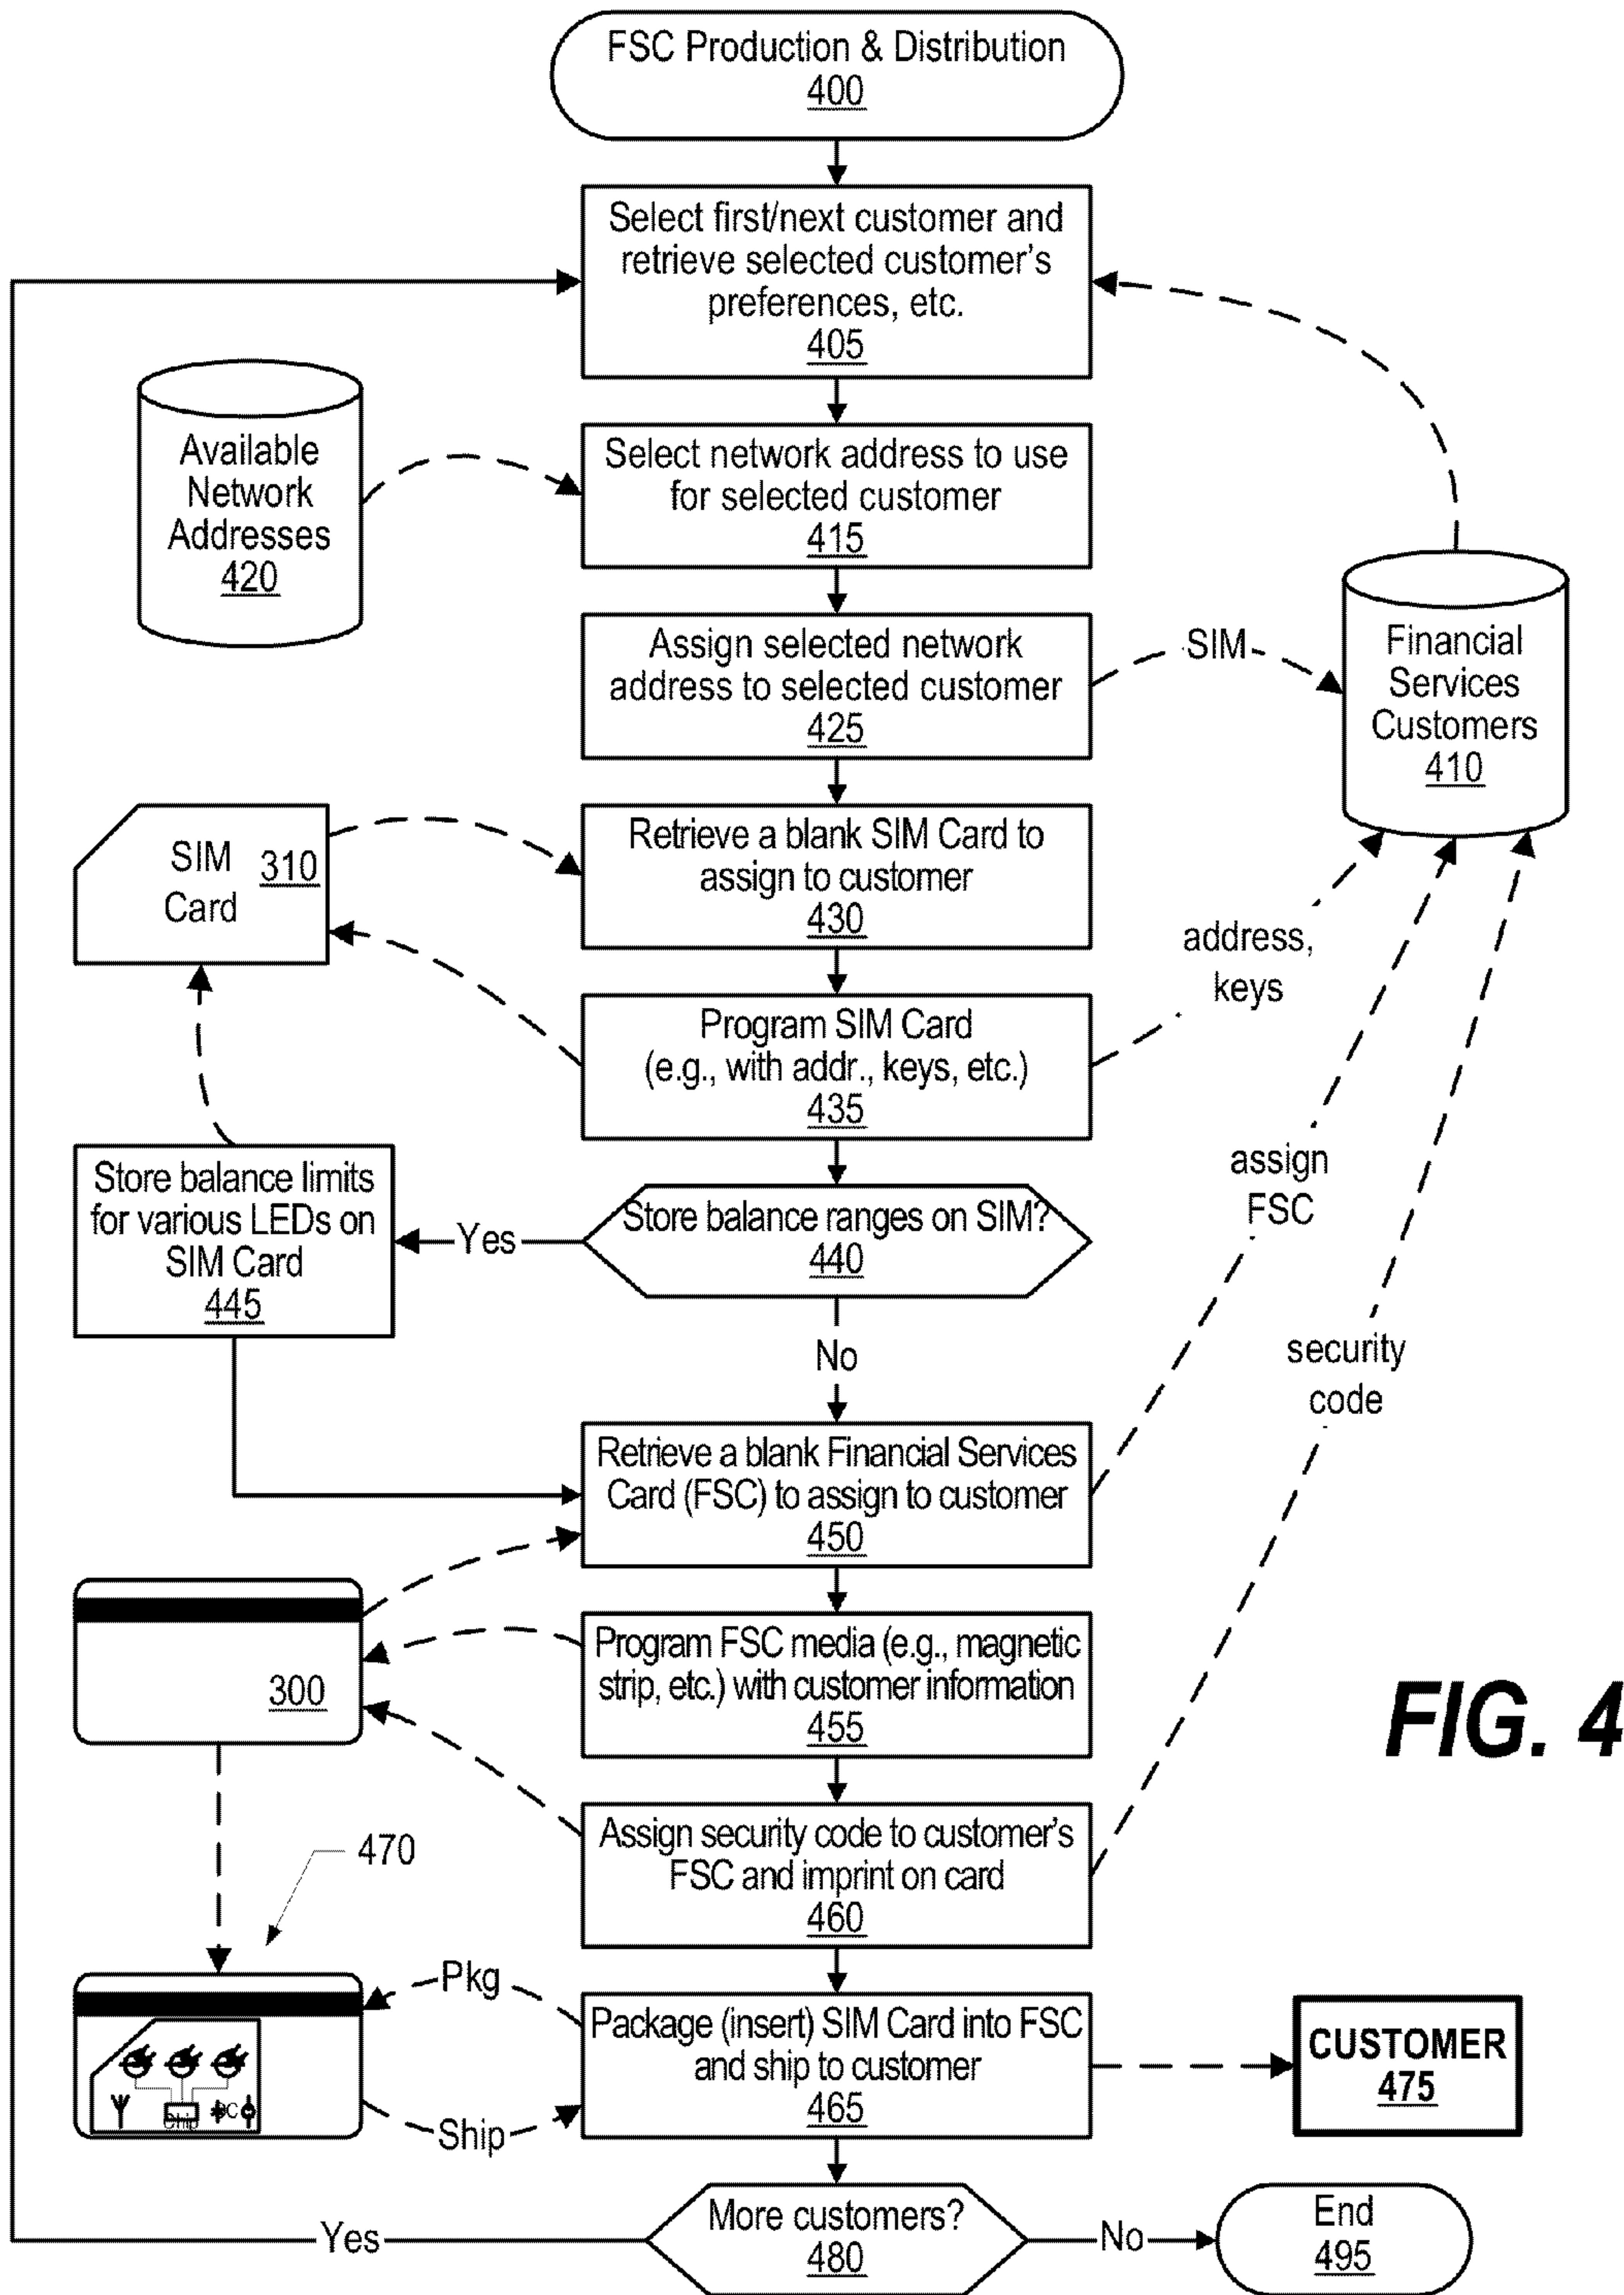 FSC Production & Distribution
400
Select first/next customer and
retrieve selected customer's
preferences, etc.
405
Available
Network
Addresses
420
Select network address to use
for selected customer
415
Assign selected network
address to selected customer
425
SIM
Financial
Services
Customers
410
SIM
Card
310
Retrieve a blank SIM Card to
assign to customer
430
address,
keys
Program SIM Card
(e.g., with addr., keys, etc.)
435
Store balance limits
for various LEDs on
SIM Card
445
Yes
Store balance ranges on SIM?
440
assign
FSC
No
security
code
Retrieve a blank Financial Services
Card (FSC) to assign to customer
450
300
Program FSC media (e.g., magnetic
strip, etc.) with customer information
455
FIG. 4
Assign security code to customer's
FSC and imprint on card
460
470
Pkg
Chip
Ship
Package (insert) SIM Card into FSC
and ship to customer
465
CUSTOMER
475
Yes
More customers?
480
No
End
495